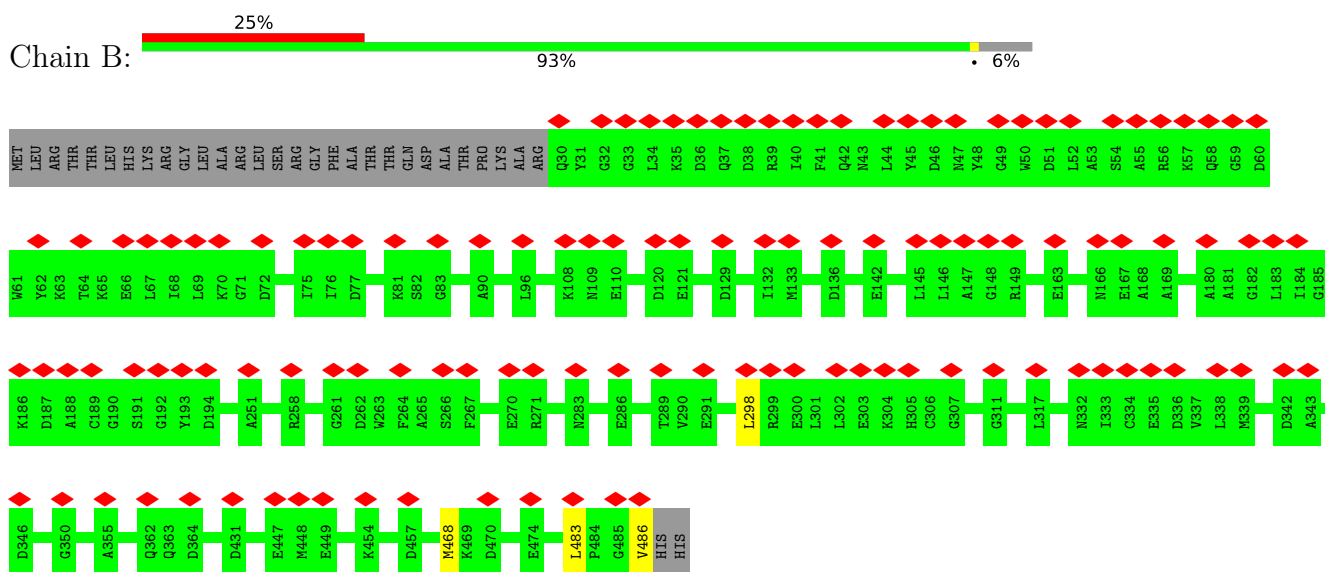 25%
Chain B:
93%
• 6%
MET LEU ARG THR THR LEU HIS LYS ARG GLY LEU ALA ARG LEU SER ARG GLY PHE ALA THR THR GLN ASP ALA THR PRO LYS ALA ARG Q30 Y31 G32 G33 L34 K35 D36 Q37 D38 R39 I40 F41 Q42 N43 L44 Y45 D46 N47 Y48 G49 W50 D51 L52 A53 S54 A55 R56 K57 Q58 G59 D60
W61 Y62 K63 T64 K65 E66 L67 I68 L69 K70 G71 D72 I75 I76 D77 K81 S82 G83 A90 L96 K108 N109 E110 D120 E121 D129 I132 M133 D136 E142 L145 L146 A147 G148 R149 E163 N166 E167 A168 A169 A180 A181 G182 L183 I184 G185
K186 D187 A188 C189 G190 S191 G192 Y193 D194 A251 R258 G261 D262 W263 F264 A265 S266 F267 E270 R271 N283 E286 T289 V290 E291 L298 R299 E300 L301 L302 E303 K304 H305 C306 G307 G311 L317 N332 I333 C334 E335 D336 V337 L338 M339 D342 A343
D346 G350 A355 Q362 Q363 D364 D431 E447 M448 E449 K454 D457 M468 K469 D470 E474 L483 P484 G485 V486 HIS HIS